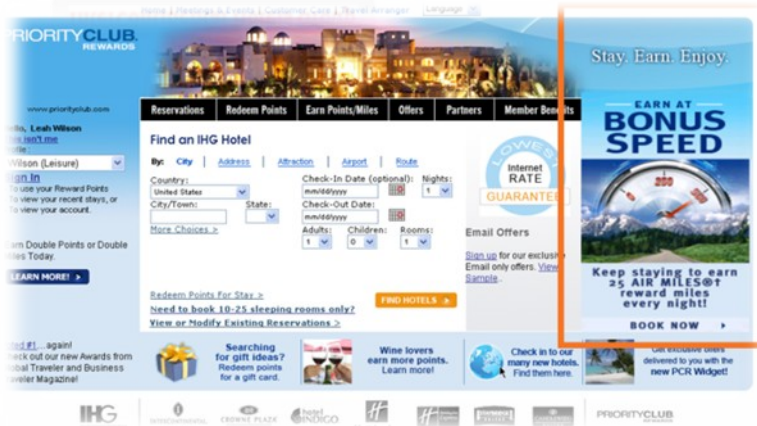 Home | Meetings & Events | Customer Care | Travel Arranger
Language
PRIORITYCLUB.
REWARDS
www.priorityclub.com
Hello, Leah Wilson
this isn't me
Wilson (Leisure)
Sign In
To use your Reward Points
To view your recent stays, or
To view your account.
Earn Double Points or Double
Miles Today.
LEARN MORE! >
again!
Check out our new Awards from
Global Traveler and Business
Traveler Magazine!
Reservations Redeem Points Earn Points/Miles Offers Partners Member Benefits
Find an IHG Hotel
By: City | Address | Attraction | Airport | Route
Country:
United States
Check-In Date (optional): Nights:
mm/dd/yyyy 1
City/Town: State:
Check-Out Date:
mm/dd/yyyy
More Choices >
Adults: Children: Rooms:
1 0 1
Redeem Points For Stay >
FIND HOTELS >
Need to book 10-25 sleeping rooms only?
View or Modify Existing Reservations >
LOWEST
Internet
RATE
GUARANTEE
Email Offers
Sign up for our exclusive
Email only offers. View
Sample.
Stay. Earn. Enjoy.
EARN AT
BONUS
SPEED
Keep staying to earn
25 AIR MILES®†
reward miles
every night!
BOOK NOW
Searching
for gift ideas?
Redeem points
for a gift card.
Wine lovers
earn more points.
Learn more!
Check in to our
many new hotels.
Find them here.
Get exclusive offers
delivered to you with the
new PCR Widget!
IHG
INTERCONTINENTAL
CROWNE PLAZA
hotel
INDIGO
PRIORITYCLUB